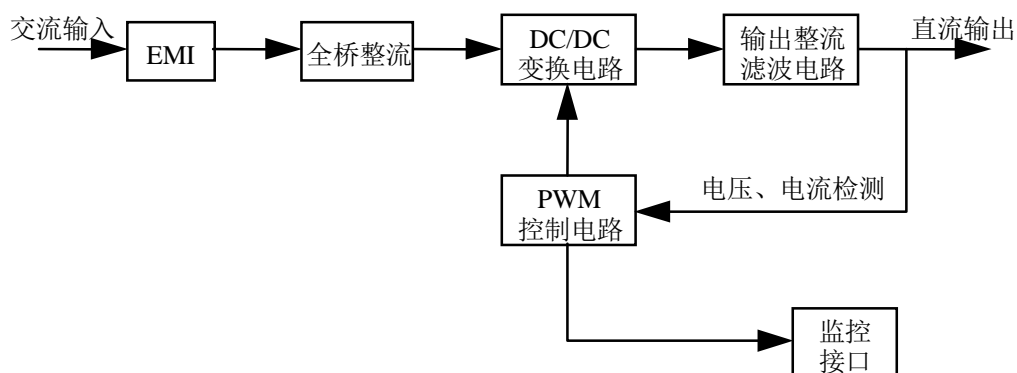 交流输入
EMI
全桥整流
DC/DC
变换电路
输出整流
滤波电路
直流输出
电压、电流检测
PWM
控制电路
监控
接口